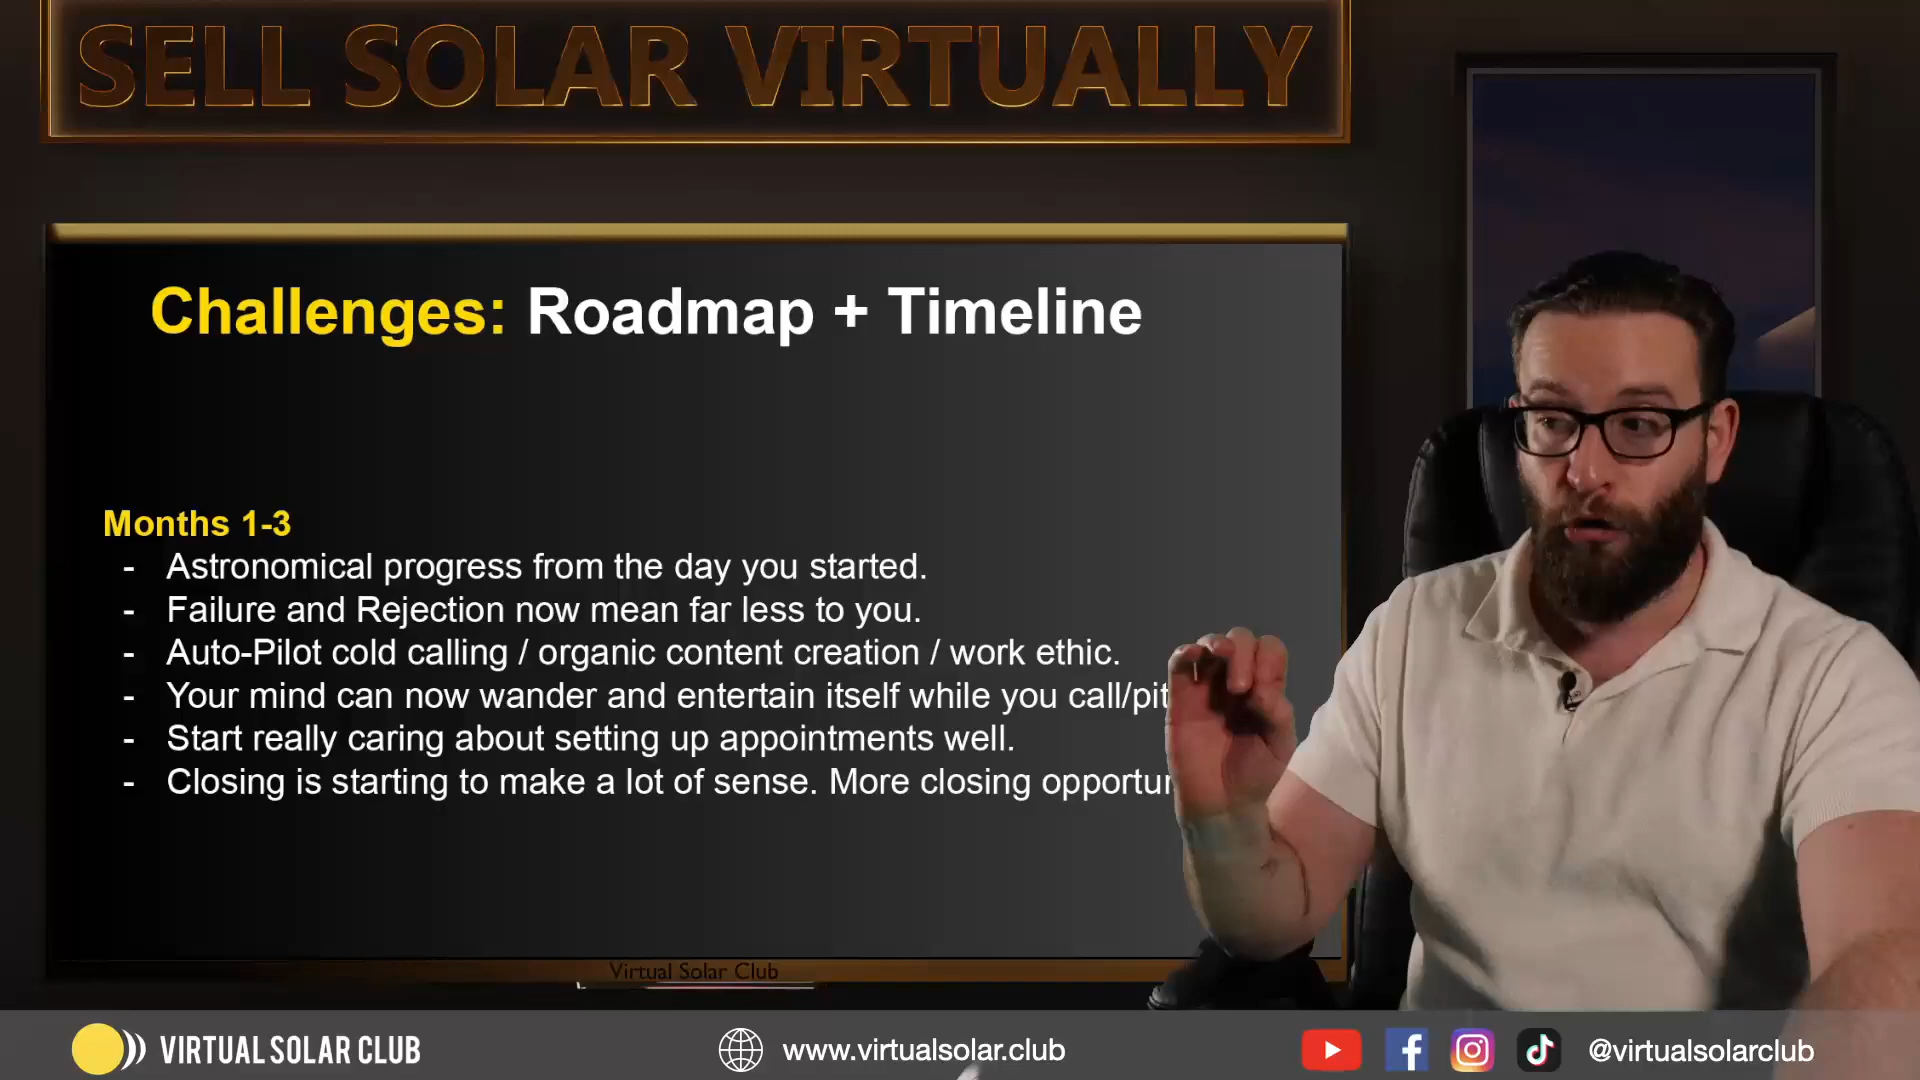 SELL SOLAR VIRTUALLY
Challenges: Roadmap + Timeline
Months 1-3
- Astronomical progress from the day you started.
- Failure and Rejection now mean far less to you.
- Auto-Pilot cold calling / organic content creation / work ethic.
- Your mind can now wander and entertain itself while you call/pit
- Start really caring about setting up appointments well.
- Closing is starting to make a lot of sense. More closing opportun
Virtual Solar Club
VIRTUAL SOLAR CLUB
www.virtualsolar.club
@virtualsolarclub